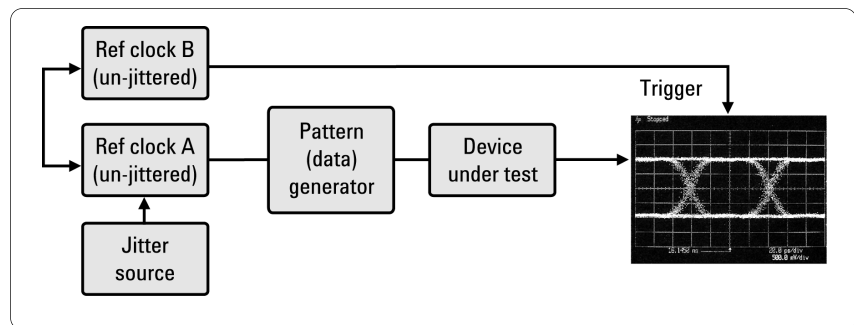 Ref clock B
(un-jittered)
Trigger
Ref clock A
(un-jittered)
Pattern
(data)
generator
Device
under test
Jitter
source
Stopped
20.0 ps/div
500.0 mV/div